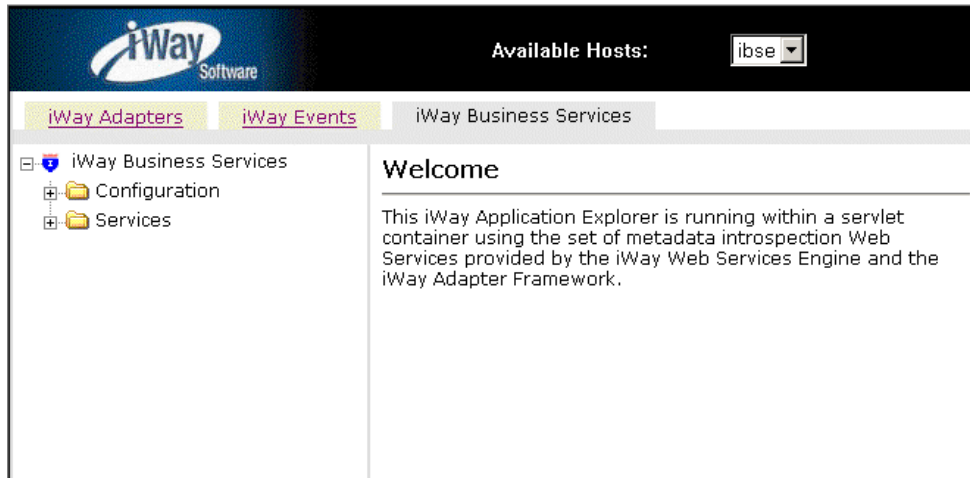 iWay
Software
Available Hosts:
ibse
iWay Adapters
iWay Events
iWay Business Services
iWay Business Services
Configuration
Services
Welcome
This iWay Application Explorer is running within a servlet
container using the set of metadata introspection Web
Services provided by the iWay Web Services Engine and the
iWay Adapter Framework.